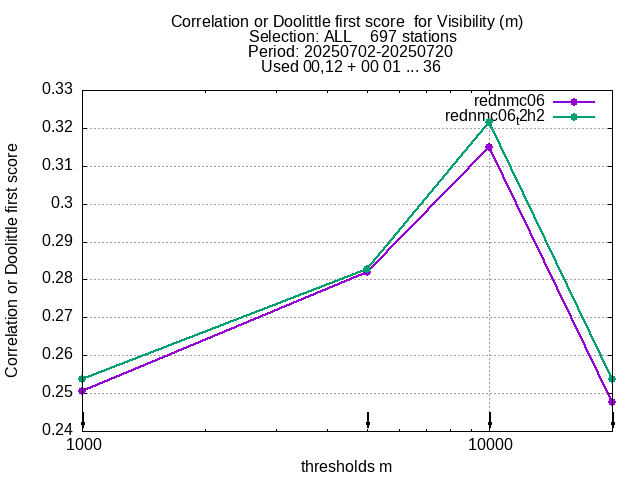 Correlation or Doolittle first score  for Visibility (m)
Selection: ALL    697 stations
Period: 20250702-20250720
Used 00,12 + 00 01 ... 36
rednmc06
rednmc06,2h2
Correlation or Doolittle first score
0.33
0.32
0.31
0.3
0.29
0.28
0.27
0.26
0.25
0.24
1000
10000
thresholds m